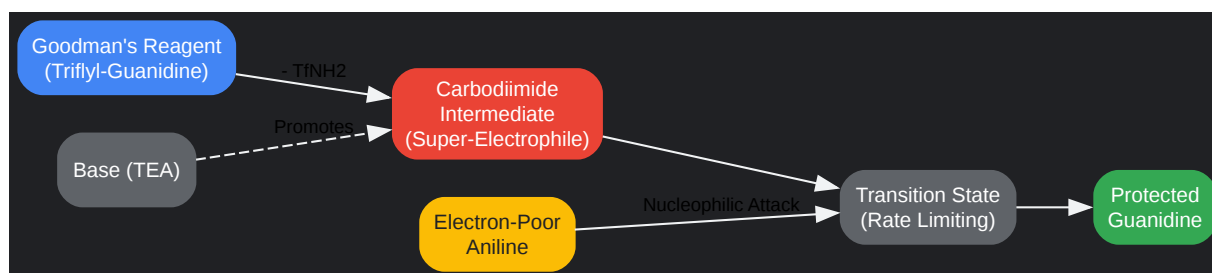 Goodman's Reagent
(Triflyl-Guanidine)
- TfNH2
Carbodiimide
Intermediate
(Super-Electrophile)
Promotes
Base (TEA)
Electron-Poor
Aniline
Nucleophilic Attack
Transition State
(Rate Limiting)
Protected
Guanidine